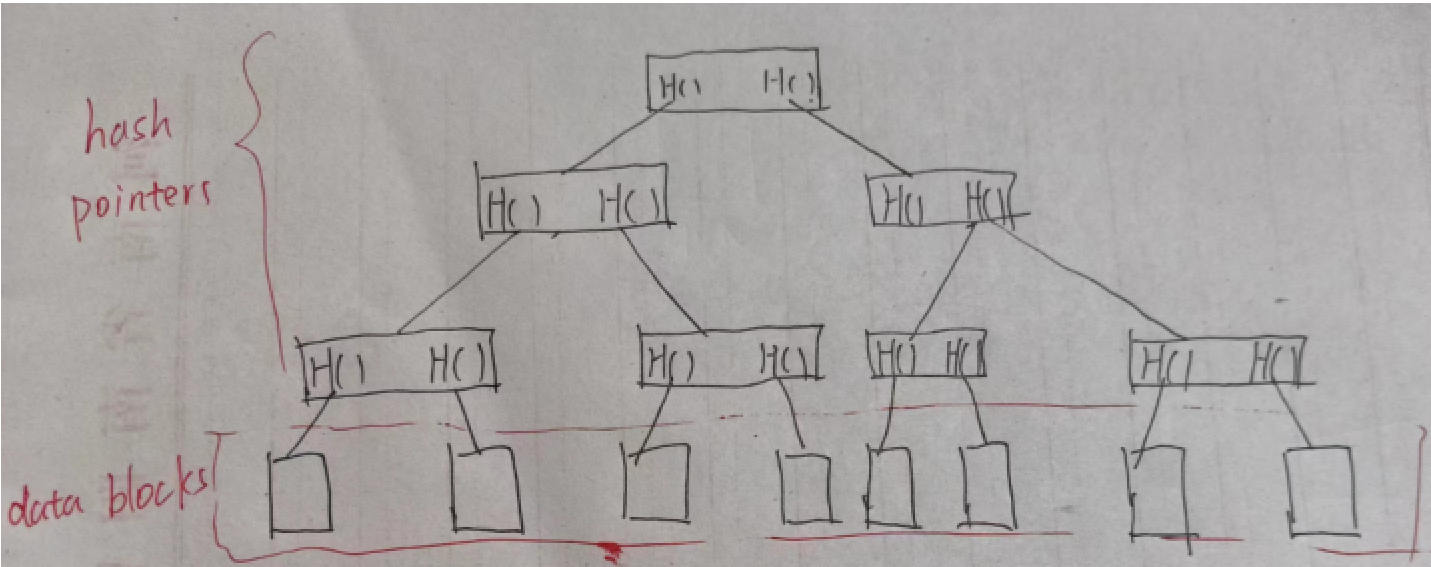 H() H()
hash
pointers
H() H() H() H()
H() H() H() H() H() H() H() H()
data blocks